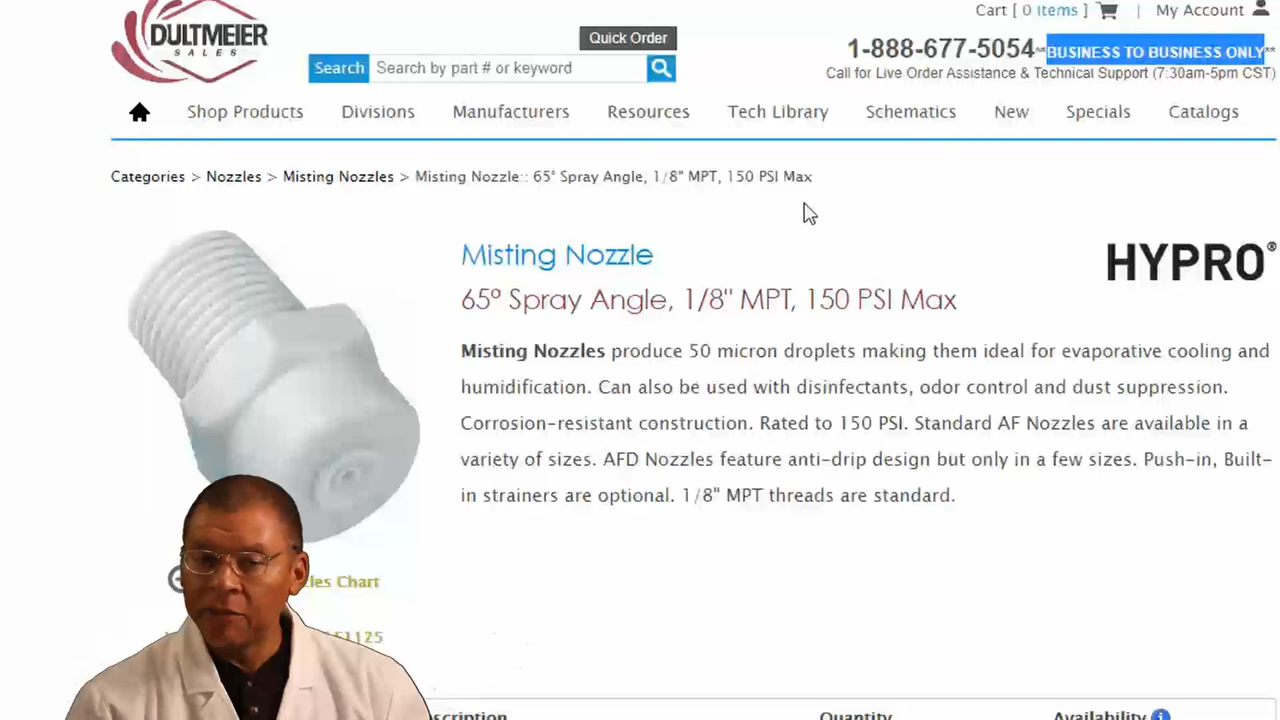 DULTMEIER
SALES
Cart [ 0 Items ] | My Account
Quick Order
1-888-677-5054 **BUSINESS TO BUSINESS ONLY**
Search Search by part # or keyword
Call for Live Order Assistance & Technical Support (7:30am-5pm CST)
Shop Products Divisions Manufacturers Resources Tech Library Schematics New Specials Catalogs
Categories > Nozzles > Misting Nozzles > Misting Nozzle:: 65° Spray Angle, 1/8" MPT, 150 PSI Max
Misting Nozzle
HYPRO®
65° Spray Angle, 1/8" MPT, 150 PSI Max
Misting Nozzles produce 50 micron droplets making them ideal for evaporative cooling and
humidification. Can also be used with disinfectants, odor control and dust suppression.
Corrosion-resistant construction. Rated to 150 PSI. Standard AF Nozzles are available in a
variety of sizes. AFD Nozzles feature anti-drip design but only in a few sizes. Push-in, Built-
in strainers are optional. 1/8" MPT threads are standard.
Chart
Quantity Availability